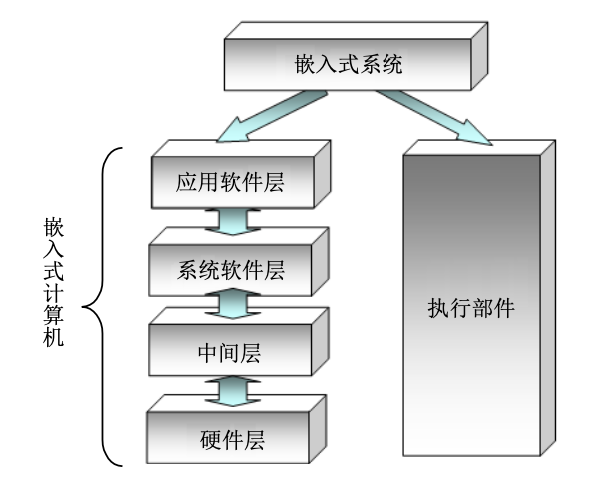 嵌入式系统
应用软件层
系统软件层
中间层
硬件层
嵌入式计算机
执行部件